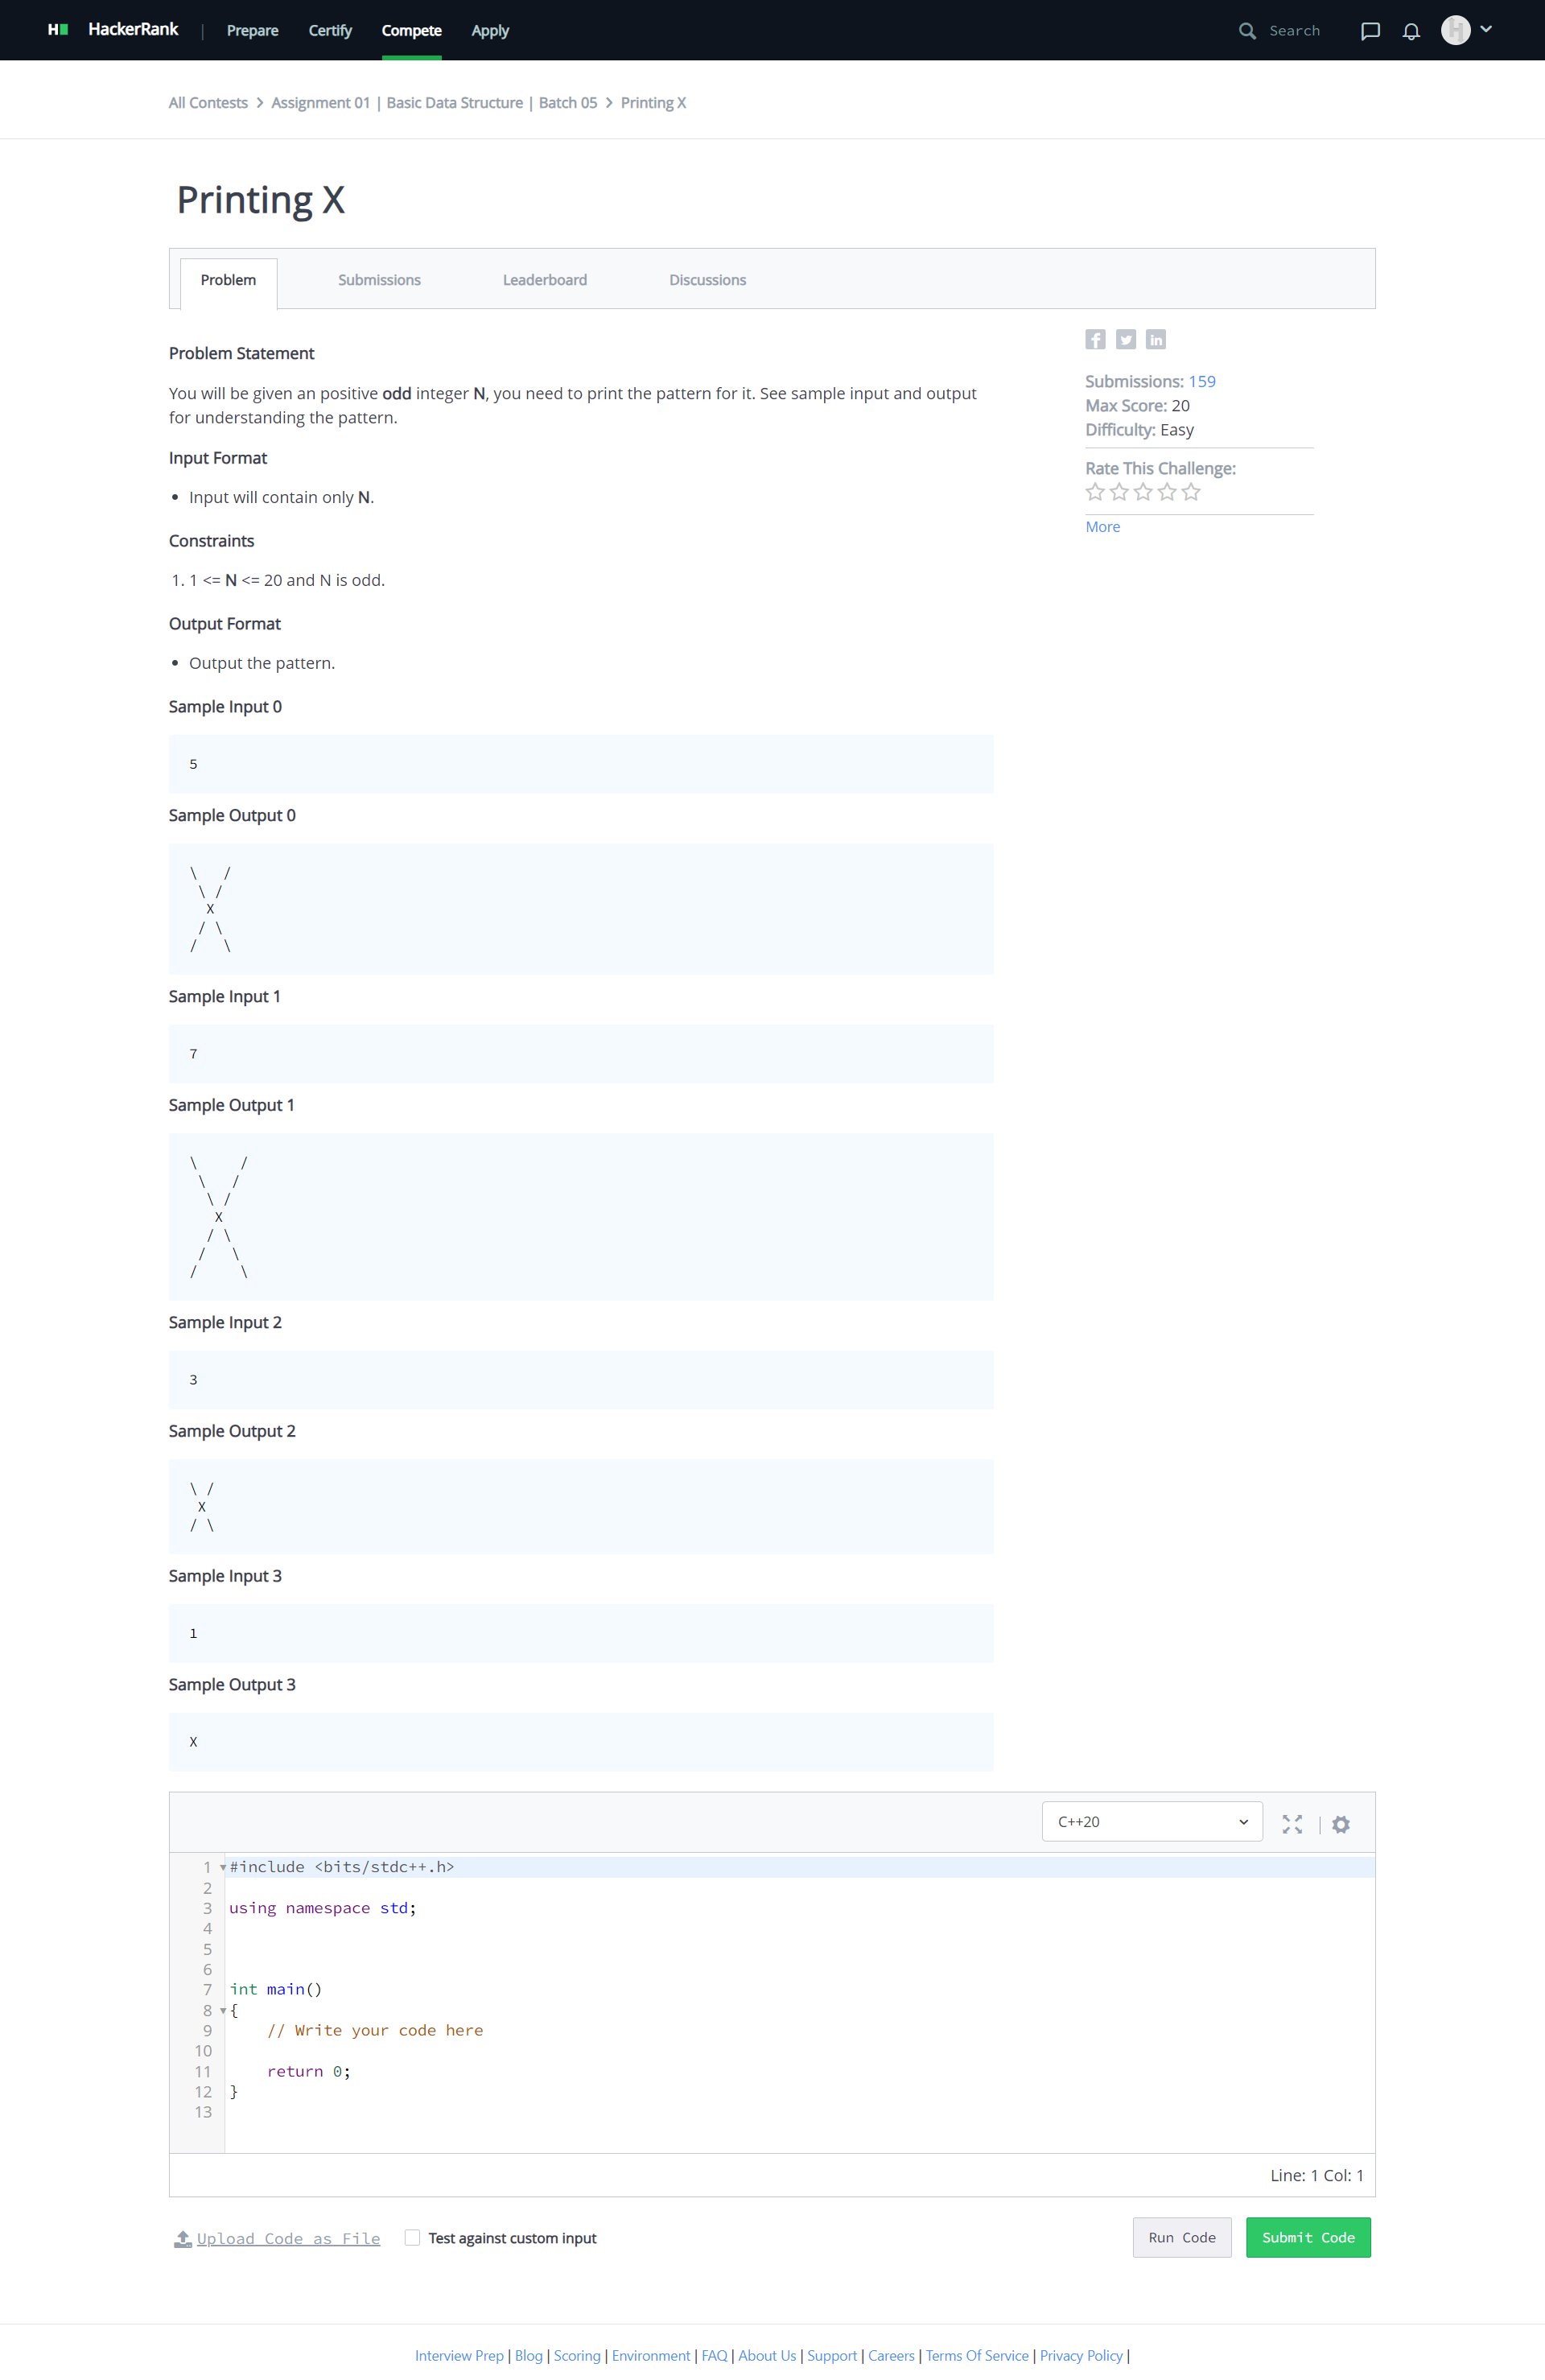 HackerRank | Prepare Certify Compete Apply Search
All Contests > Assignment 01 | Basic Data Structure | Batch 05 > Printing X
Printing X
Problem Submissions Leaderboard Discussions
Problem Statement
You will be given an positive odd integer N, you need to print the pattern for it. See sample input and output
for understanding the pattern.
Input Format
• Input will contain only N.
Constraints
1. 1 <= N <= 20 and N is odd.
Output Format
• Output the pattern.
Sample Input 0
5
Sample Output 0
\   /
 \ /
  X
 / \
/   \
Sample Input 1
7
Sample Output 1
\     /
 \   /
  \ /
   X
  / \
 /   \
/     \
Sample Input 2
3
Sample Output 2
\ /
 X
/ \
Sample Input 3
1
Sample Output 3
X
Submissions: 159
Max Score: 20
Difficulty: Easy
Rate This Challenge:
More
C++20
1 #include <bits/stdc++.h>
2
3 using namespace std;
4
5
6
7 int main()
8 {
9     // Write your code here
10
11     return 0;
12 }
13
Line: 1 Col: 1
Upload Code as File Test against custom input Run Code Submit Code
Interview Prep | Blog | Scoring | Environment | FAQ | About Us | Support | Careers | Terms Of Service | Privacy Policy |